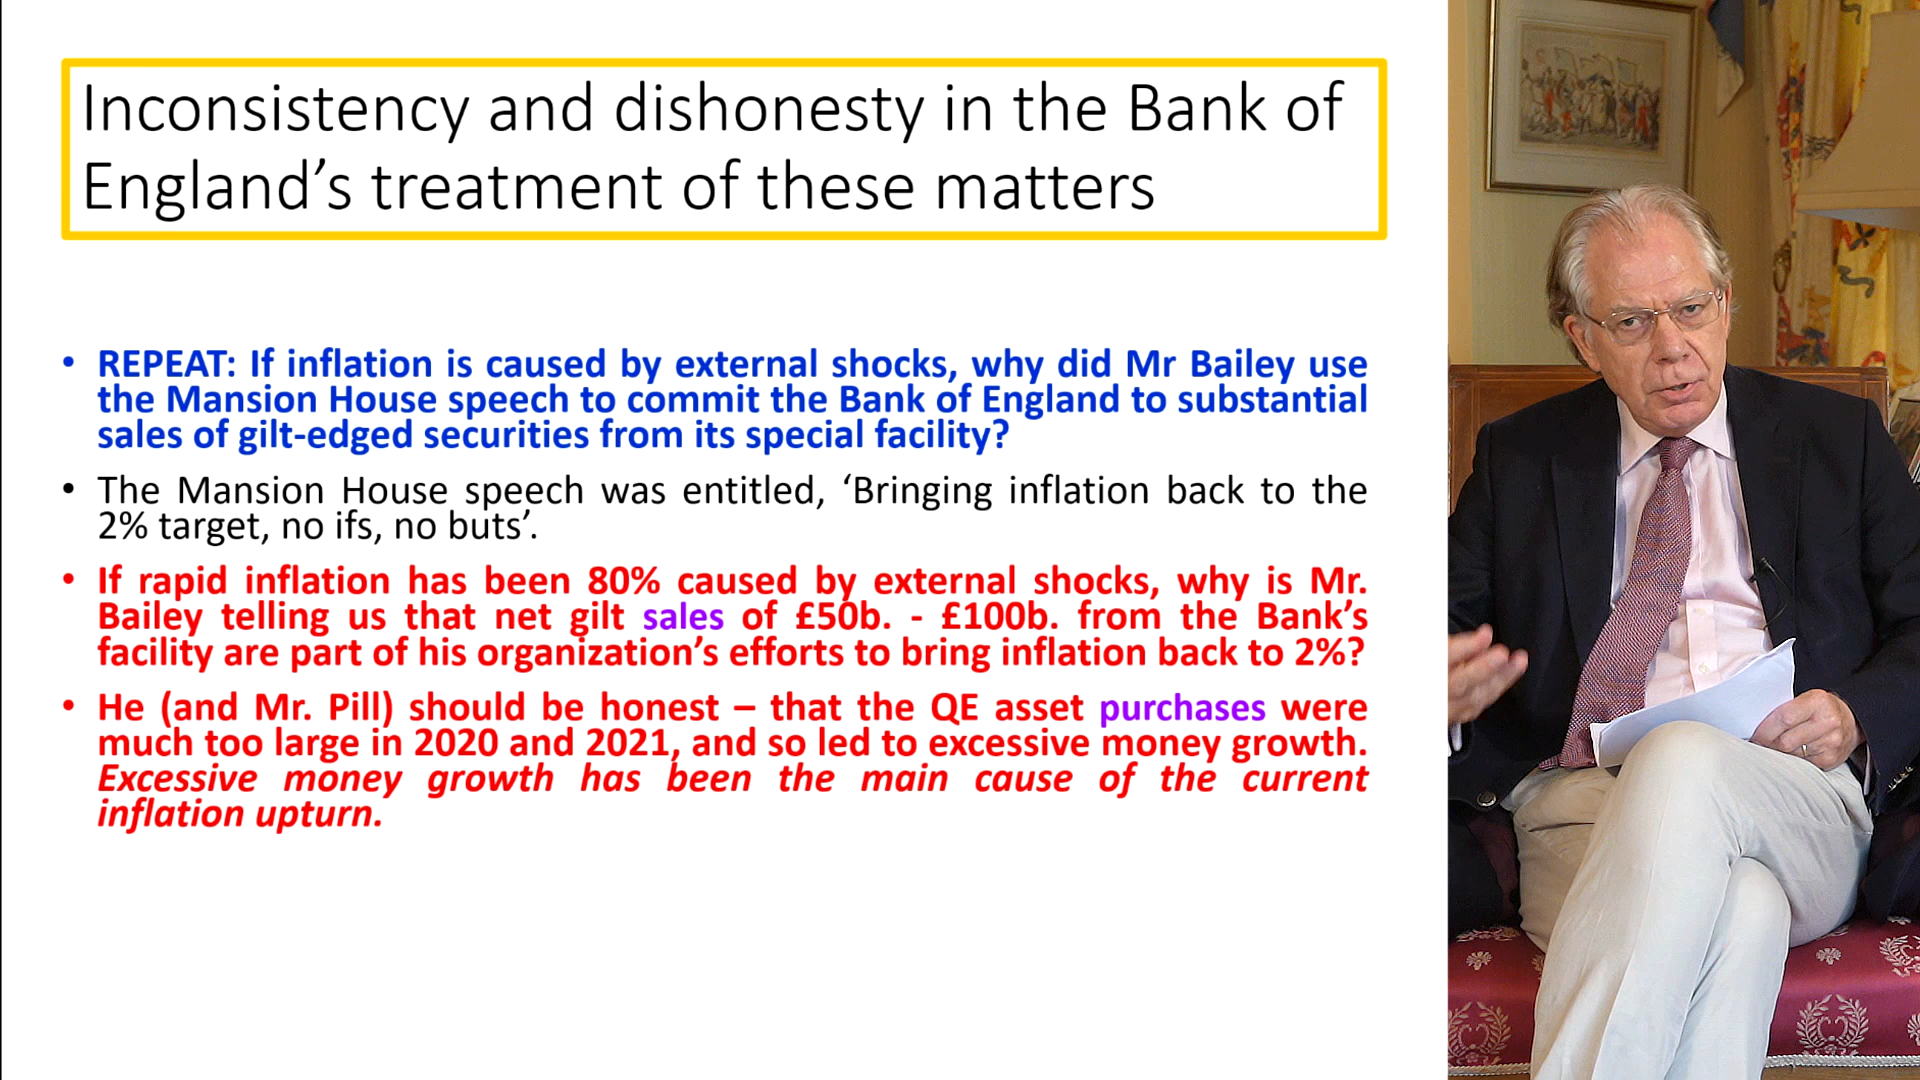 Inconsistency and dishonesty in the Bank of
England’s treatment of these matters
• REPEAT: If inflation is caused by external shocks, why did Mr Bailey use
the Mansion House speech to commit the Bank of England to substantial
sales of gilt-edged securities from its special facility?
• The Mansion House speech was entitled, ‘Bringing inflation back to the
2% target, no ifs, no buts’.
• If rapid inflation has been 80% caused by external shocks, why is Mr.
Bailey telling us that net gilt sales of £50b. - £100b. from the Bank’s
facility are part of his organization’s efforts to bring inflation back to 2%?
• He (and Mr. Pill) should be honest – that the QE asset purchases were
much too large in 2020 and 2021, and so led to excessive money growth.
Excessive money growth has been the main cause of the current
inflation upturn.